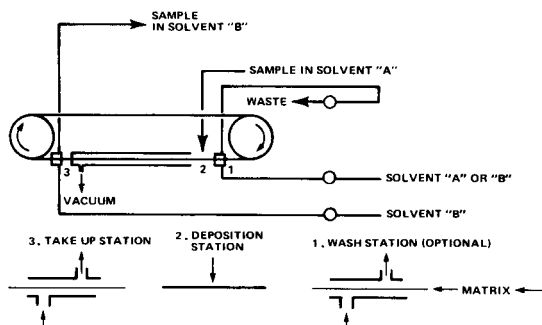 SAMPLE
IN SOLVENT "B"
SAMPLE IN SOLVENT "A"
WASTE
3
2
1
VACUUM
SOLVENT "A" OR "B"
SOLVENT "B"
3. TAKE UP STATION
2. DEPOSITION
STATION
1. WASH STATION (OPTIONAL)
MATRIX